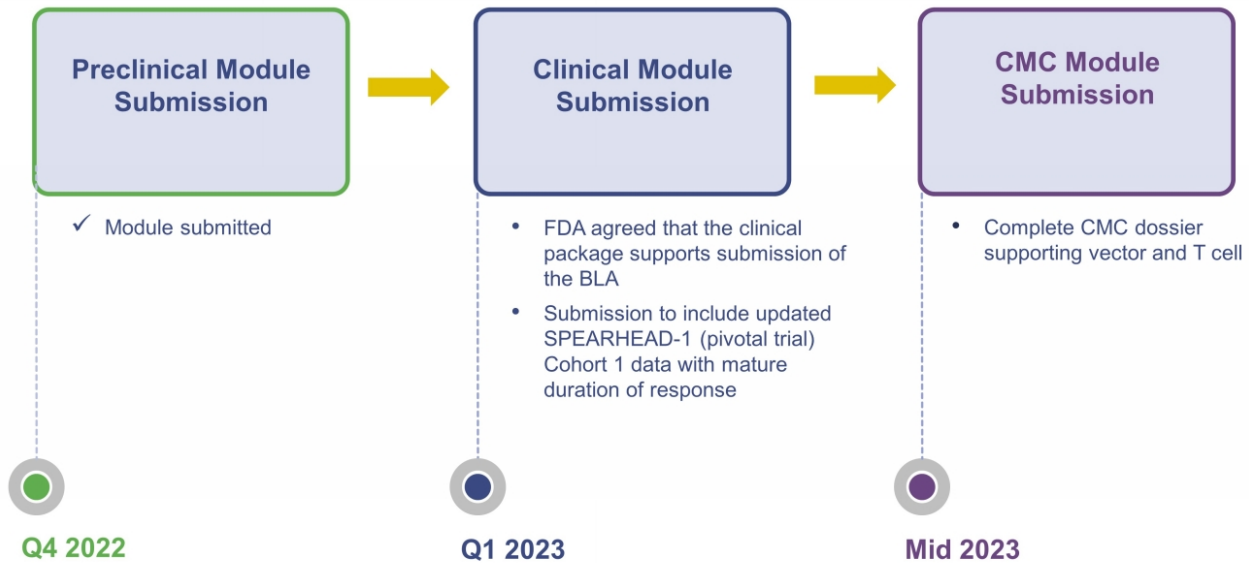 Preclinical Module
Submission
Clinical Module
Submission
CMC Module
Submission
✓ Module submitted
• FDA agreed that the clinical
package supports submission of
the BLA
• Submission to include updated
SPEARHEAD-1 (pivotal trial)
Cohort 1 data with mature
duration of response
• Complete CMC dossier
supporting vector and T cell
Q4 2022
Q1 2023
Mid 2023